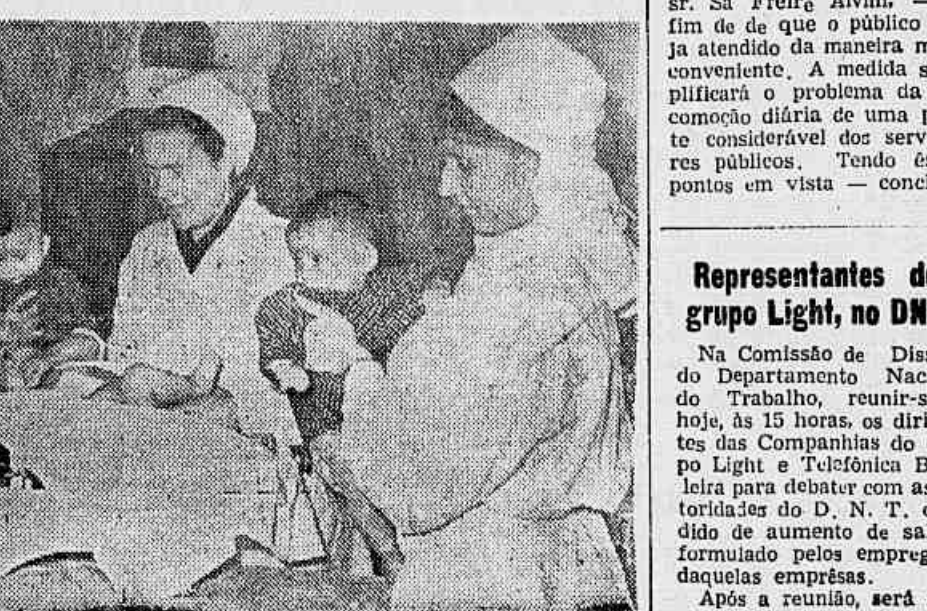 sr. Sá Freire Alvim, —
fim de de que o público
ja atendido da maneira m
conveniente. A medida s
plificará o problema da
comoção diária de uma p
te considerável dos serv
res públicos. Tendo ê
pontos em vista — concl
Representantes d
grupo Light, no DN
Na Comissão de Diss
do Departamento Nac
do Trabalho, reunir-s
hoje, às 15 horas, os diri
tes das Companhias do
po Light e Telefônica B
leira para debater com as
toridades do D. N. T. 
dido de aumento de sa
formulado pelos empreg
daquelas emprêsas.
Após a reunião, será